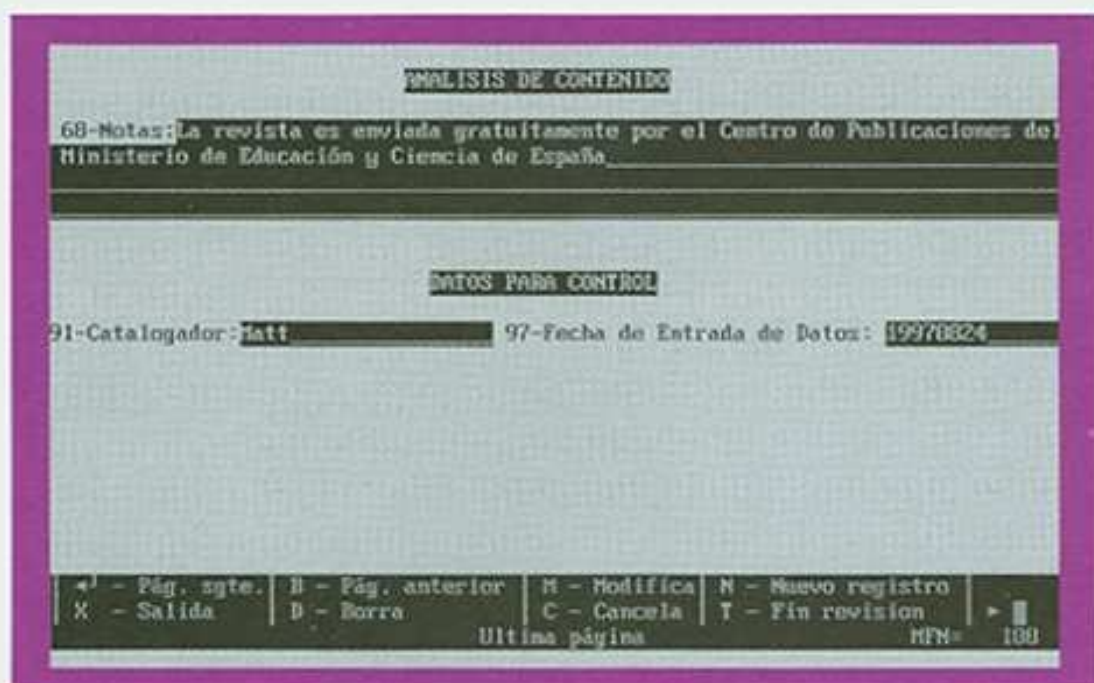 ANALISIS DE CONTENIDO
68-Notas:La revista es enviada gratuitamente por el Centro de Publicaciones del
Ministerio de Educación y Ciencia de España
DATOS PARA CONTROL
91-Catalogador:Matt 97-Fecha de Entrada de Datos: 19970824
◄┘ - Pág. sgte. B - Pág. anterior M - Modifica N - Nuevo registro
X - Salida D - Borra C - Cancela T - Fin revision ►
Ultima página MFN= 100